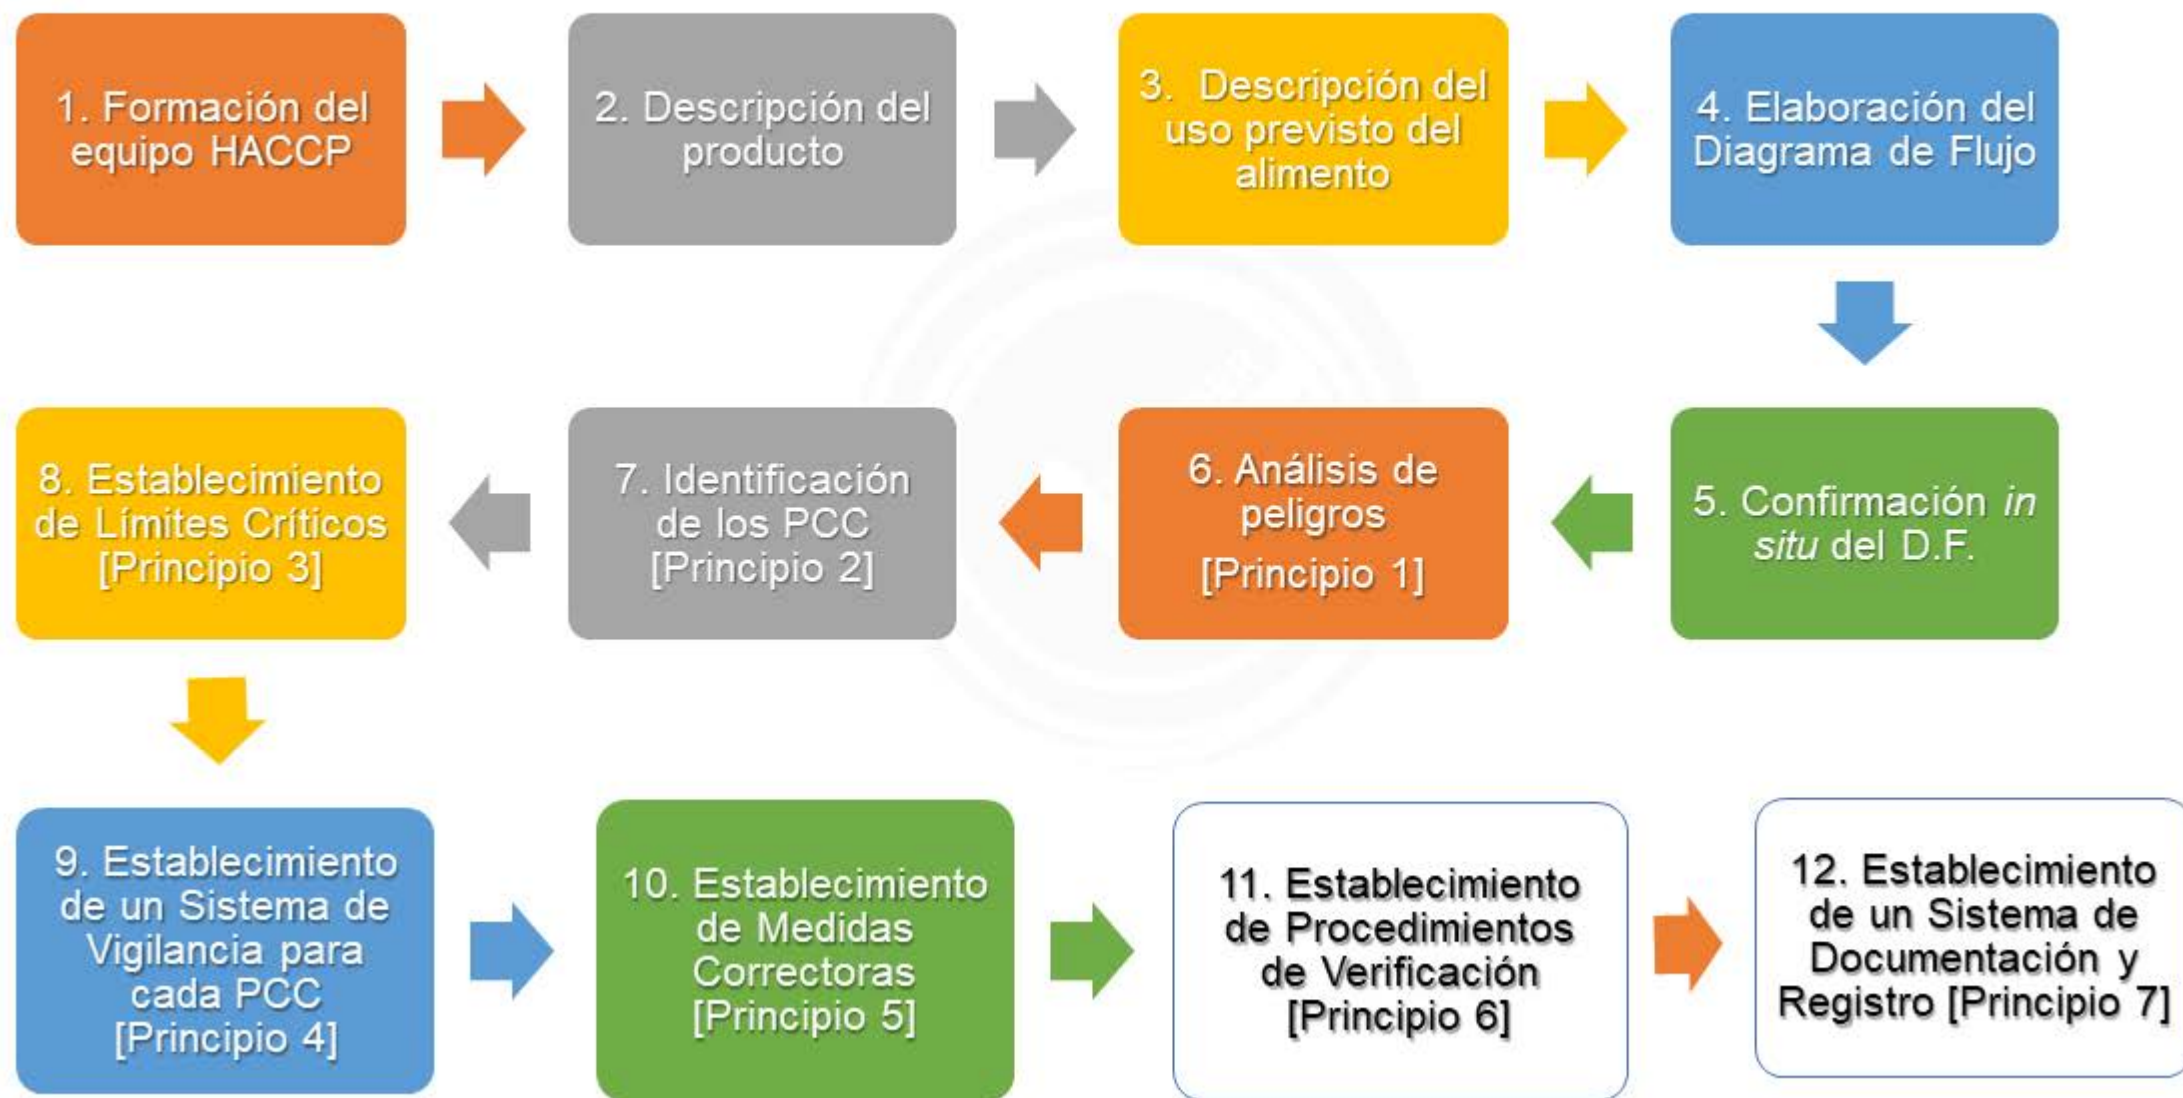 1. Formación del
equipo HACCP
2. Descripción del
producto
3. Descripción del
uso previsto del
alimento
4. Elaboración del
Diagrama de Flujo
5. Confirmación in
situ del D.F.
6. Análisis de
peligros
[Principio 1]
7. Identificación
de los PCC
[Principio 2]
8. Establecimiento
de Límites Críticos
[Principio 3]
9. Establecimiento
de un Sistema de
Vigilancia para
cada PCC
[Principio 4]
10. Establecimiento
de Medidas
Correctoras
[Principio 5]
11. Establecimiento
de Procedimientos
de Verificación
[Principio 6]
12. Establecimiento
de un Sistema de
Documentación y
Registro [Principio 7]